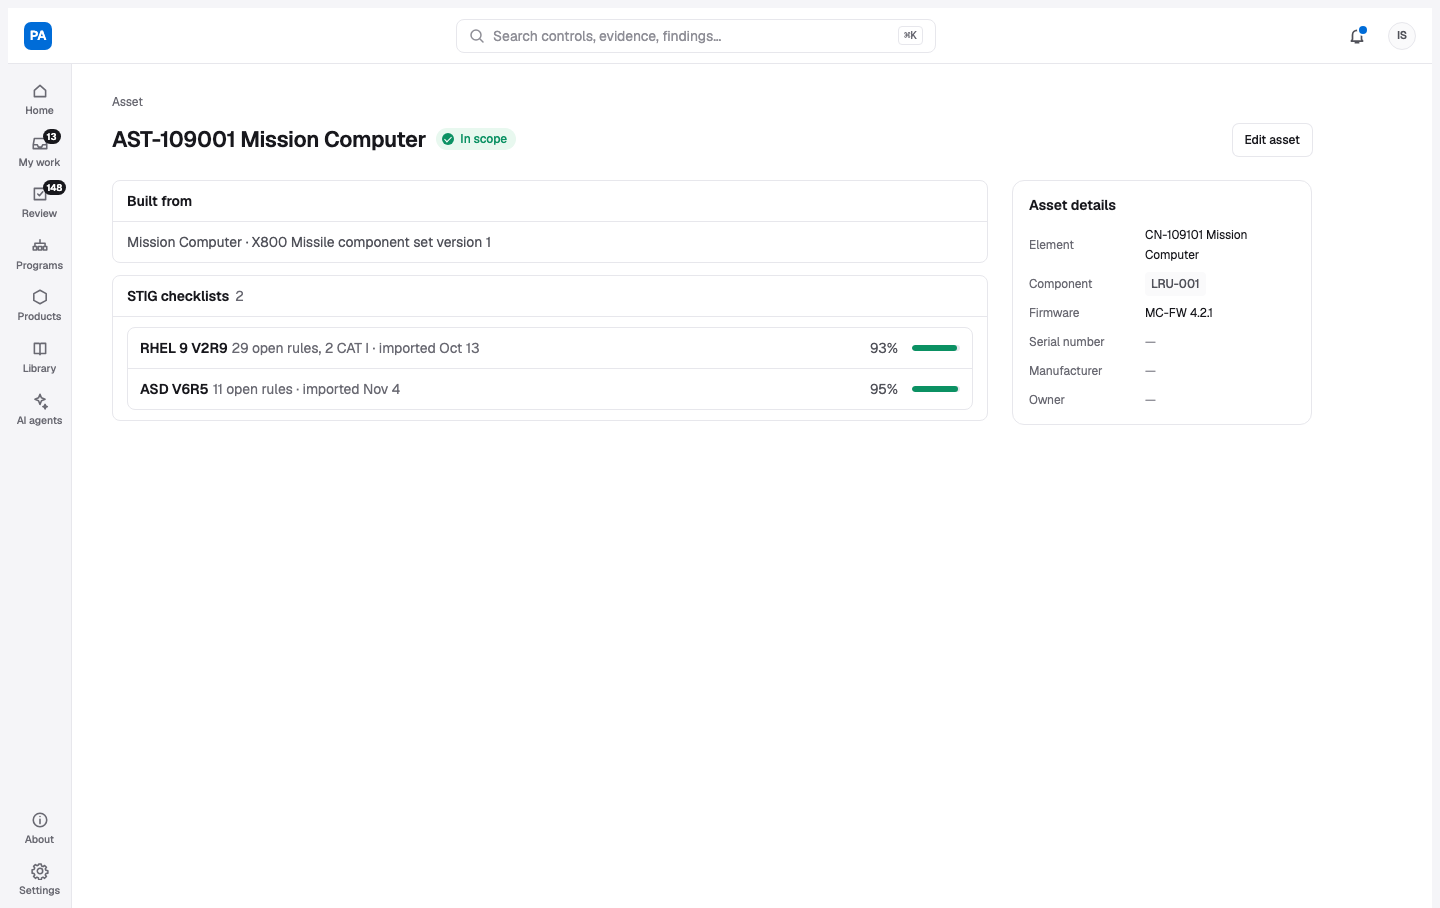 PA
Search controls, evidence, findings...
⌘K
IS
Home
13
My work
148
Review
Programs
Products
Library
AI agents
About
Settings
Asset
AST-109001 Mission Computer
In scope
Edit asset
Built from
Mission Computer · X800 Missile component set version 1
STIG checklists 2
RHEL 9 V2R9 29 open rules, 2 CAT I · imported Oct 13
93%
ASD V6R5 11 open rules · imported Nov 4
95%
Asset details
Element
CN-109101 Mission
Computer
Component LRU-001
Firmware MC-FW 4.2.1
Serial number —
Manufacturer —
Owner —